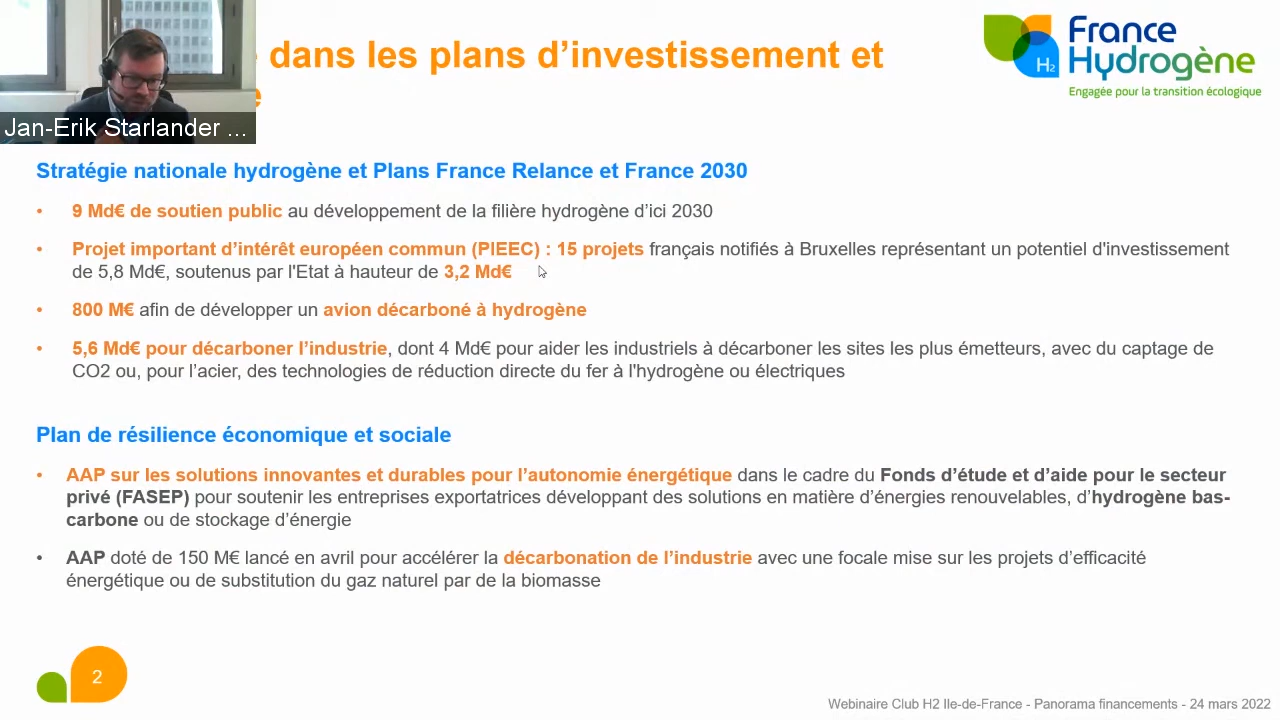 dans les plans d’investissement et
France
Hydrogène
H2
Engagée pour la transition écologique
Jan-Erik Starlander ...
Stratégie nationale hydrogène et Plans France Relance et France 2030
• 9 Md€ de soutien public au développement de la filière hydrogène d’ici 2030
• Projet important d’intérêt européen commun (PIEEC) : 15 projets français notifiés à Bruxelles représentant un potentiel d'investissement
de 5,8 Md€, soutenus par l'Etat à hauteur de 3,2 Md€
• 800 M€ afin de développer un avion décarboné à hydrogène
• 5,6 Md€ pour décarboner l’industrie, dont 4 Md€ pour aider les industriels à décarboner les sites les plus émetteurs, avec du captage de
CO2 ou, pour l’acier, des technologies de réduction directe du fer à l'hydrogène ou électriques
Plan de résilience économique et sociale
• AAP sur les solutions innovantes et durables pour l’autonomie énergétique dans le cadre du Fonds d’étude et d’aide pour le secteur
privé (FASEP) pour soutenir les entreprises exportatrices développant des solutions en matière d’énergies renouvelables, d’hydrogène bas-
carbone ou de stockage d’énergie
• AAP doté de 150 M€ lancé en avril pour accélérer la décarbonation de l’industrie avec une focale mise sur les projets d’efficacité
énergétique ou de substitution du gaz naturel par de la biomasse
2
Webinaire Club H2 Ile-de-France - Panorama financements - 24 mars 2022